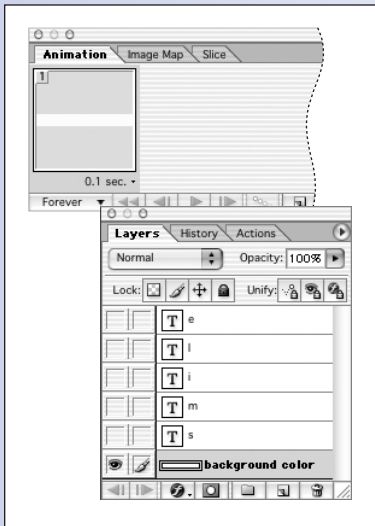 Animation Image Map Slice
1
0.1 sec.
Forever
Layers History Actions
Normal Opacity: 100%
Lock: Unify:
T e
T l
T i
T m
T s
background color